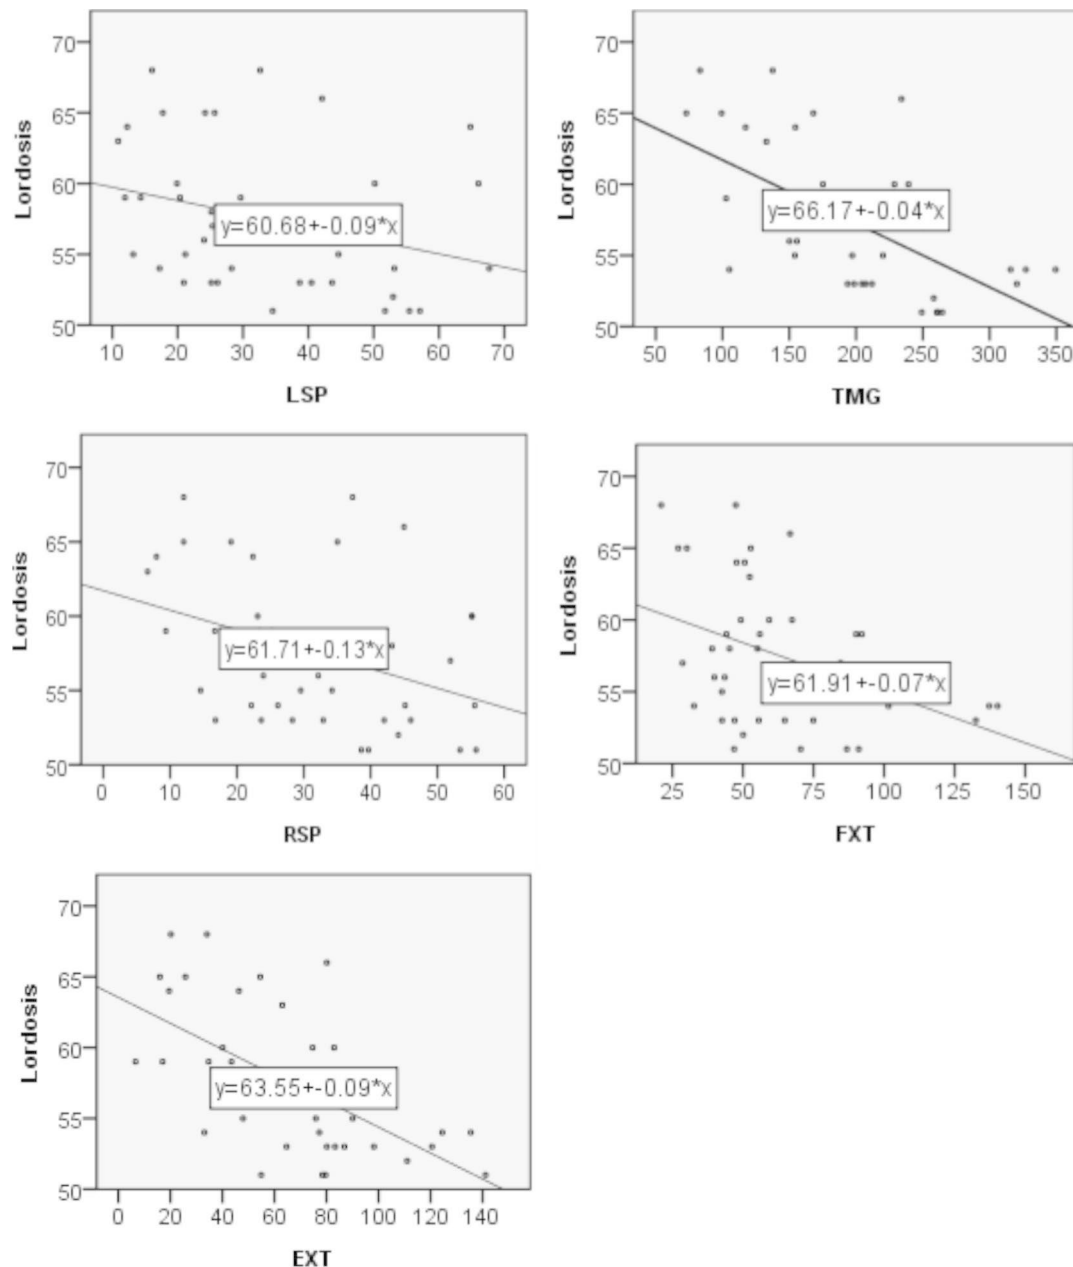 70
65
60
55
50
Lordosis
y=60.68+-0.09*x
10 20 30 40 50 60 70
LSP
70
65
60
55
50
Lordosis
y=66.17+-0.04*x
50 100 150 200 250 300 350
TMG
70
65
60
55
50
Lordosis
y=61.71+-0.13*x
0 10 20 30 40 50 60
RSP
70
65
60
55
50
Lordosis
y=61.91+-0.07*x
25 50 75 100 125 150
FXT
70
65
60
55
50
Lordosis
y=63.55+-0.09*x
0 20 40 60 80 100 120 140
EXT